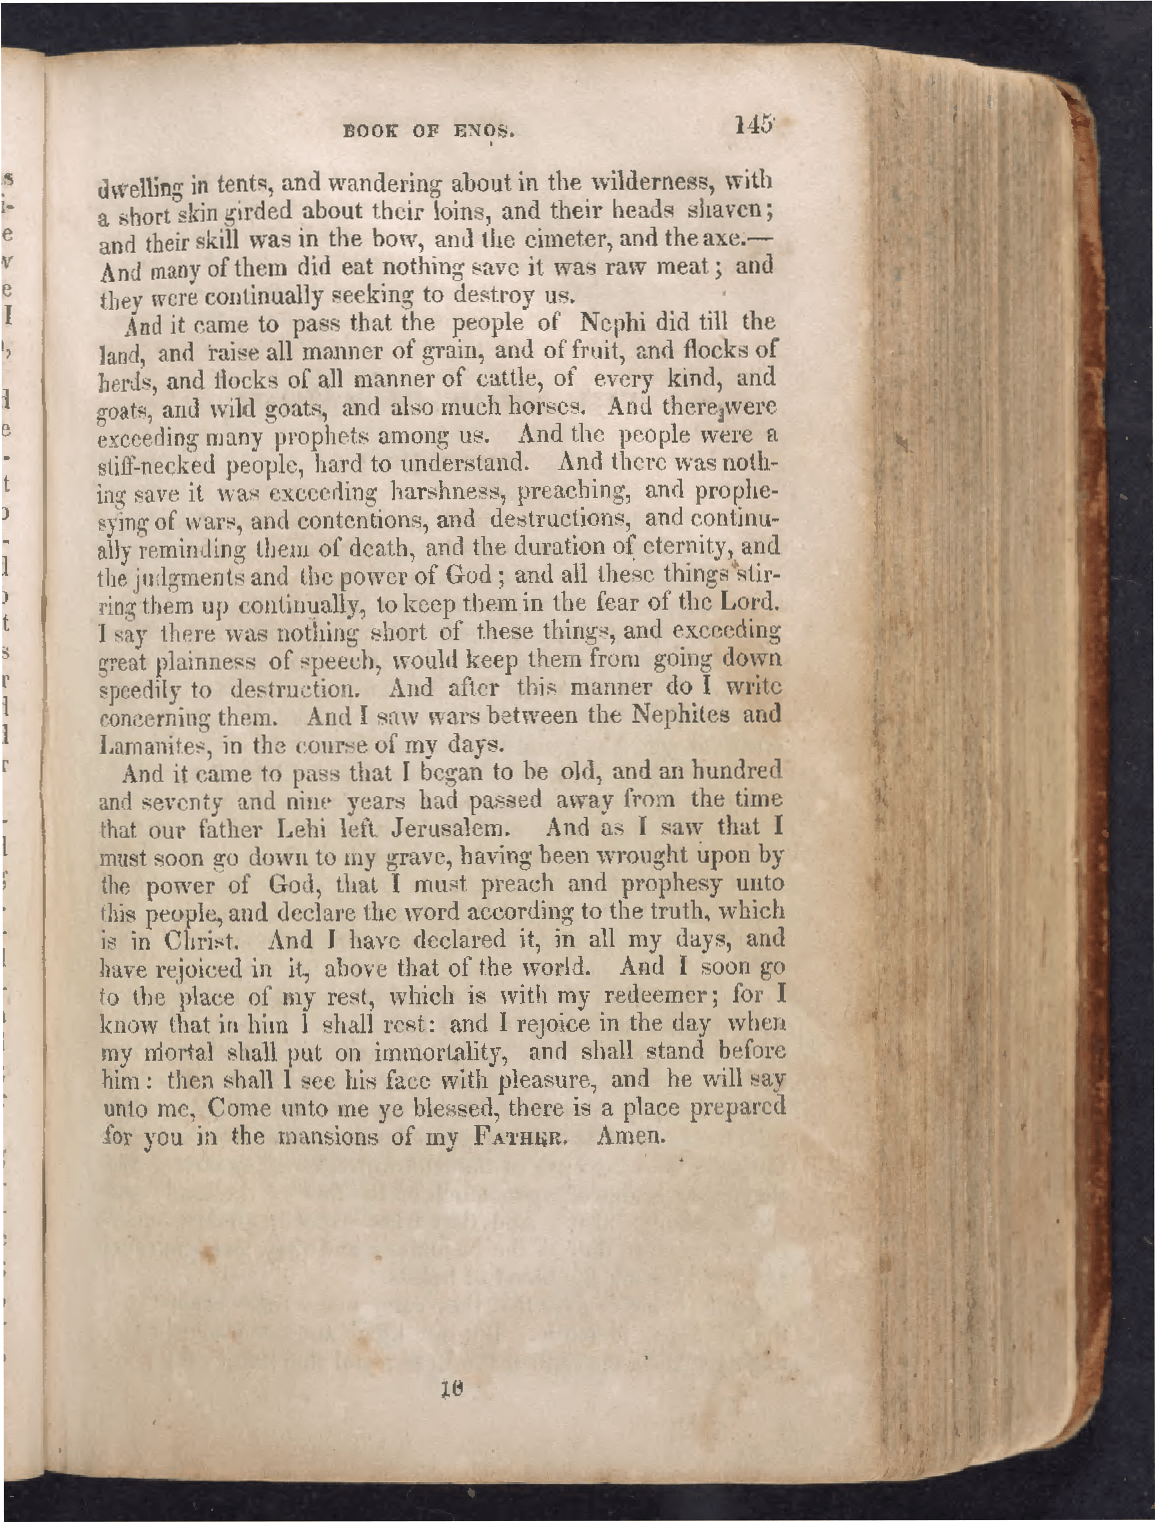 BOOK OF ENOS. 145
dwelling in tents, and wandering about in the wilderness, with
a short skin girded about their loins, and their heads shaven;
and their skill was in the bow, and the cimeter, and the axe.—
And many of them did eat nothing save it was raw meat; and
they were continually seeking to destroy us.
And it came to pass that the people of Nephi did till the
land, and raise all manner of grain, and of fruit, and flocks of
herds, and flocks of all manner of cattle, of every kind, and
goats, and wild goats, and also much horses. And there were
exceeding many prophets among us. And the people were a
stiff-necked people, hard to understand. And there was noth-
ing save it was exceeding harshness, preaching, and prophe-
sying of wars, and contentions, and destructions, and continu-
ally reminding them of death, and the duration of eternity, and
the judgments and the power of God; and all these things stir-
ring them up continually, to keep them in the fear of the Lord.
I say there was nothing short of these things, and exceeding
great plainness of speech, would keep them from going down
speedily to destruction. And after this manner do I write
concerning them. And I saw wars between the Nephites and
Lamanites, in the course of my days.
And it came to pass that I began to be old, and an hundred
and seventy and nine years had passed away from the time
that our father Lehi left Jerusalem. And as I saw that I
must soon go down to my grave, having been wrought upon by
the power of God, that I must preach and prophesy unto
this people, and declare the word according to the truth, which
is in Christ. And I have declared it, in all my days, and
have rejoiced in it, above that of the world. And I soon go
to the place of my rest, which is with my redeemer; for I
know that in him I shall rest: and I rejoice in the day when
my mortal shall put on immortality, and shall stand before
him: then shall I see his face with pleasure, and he will say
unto me, Come unto me ye blessed, there is a place prepared
for you in the mansions of my FATHER. Amen.
10